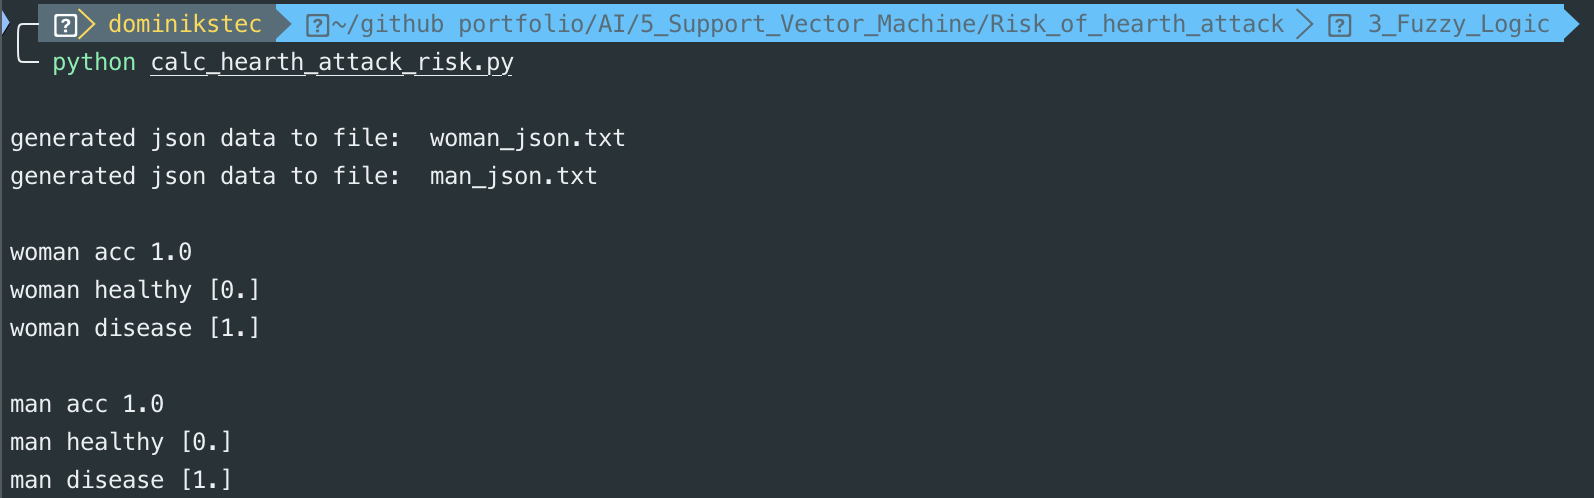 dominikstec ~/github portfolio/AI/5_Support_Vector_Machine/Risk_of_hearth_attack 3_Fuzzy_Logic
python calc_hearth_attack_risk.py
generated json data to file:  woman_json.txt
generated json data to file:  man_json.txt
woman acc 1.0
woman healthy [0.]
woman disease [1.]
man acc 1.0
man healthy [0.]
man disease [1.]